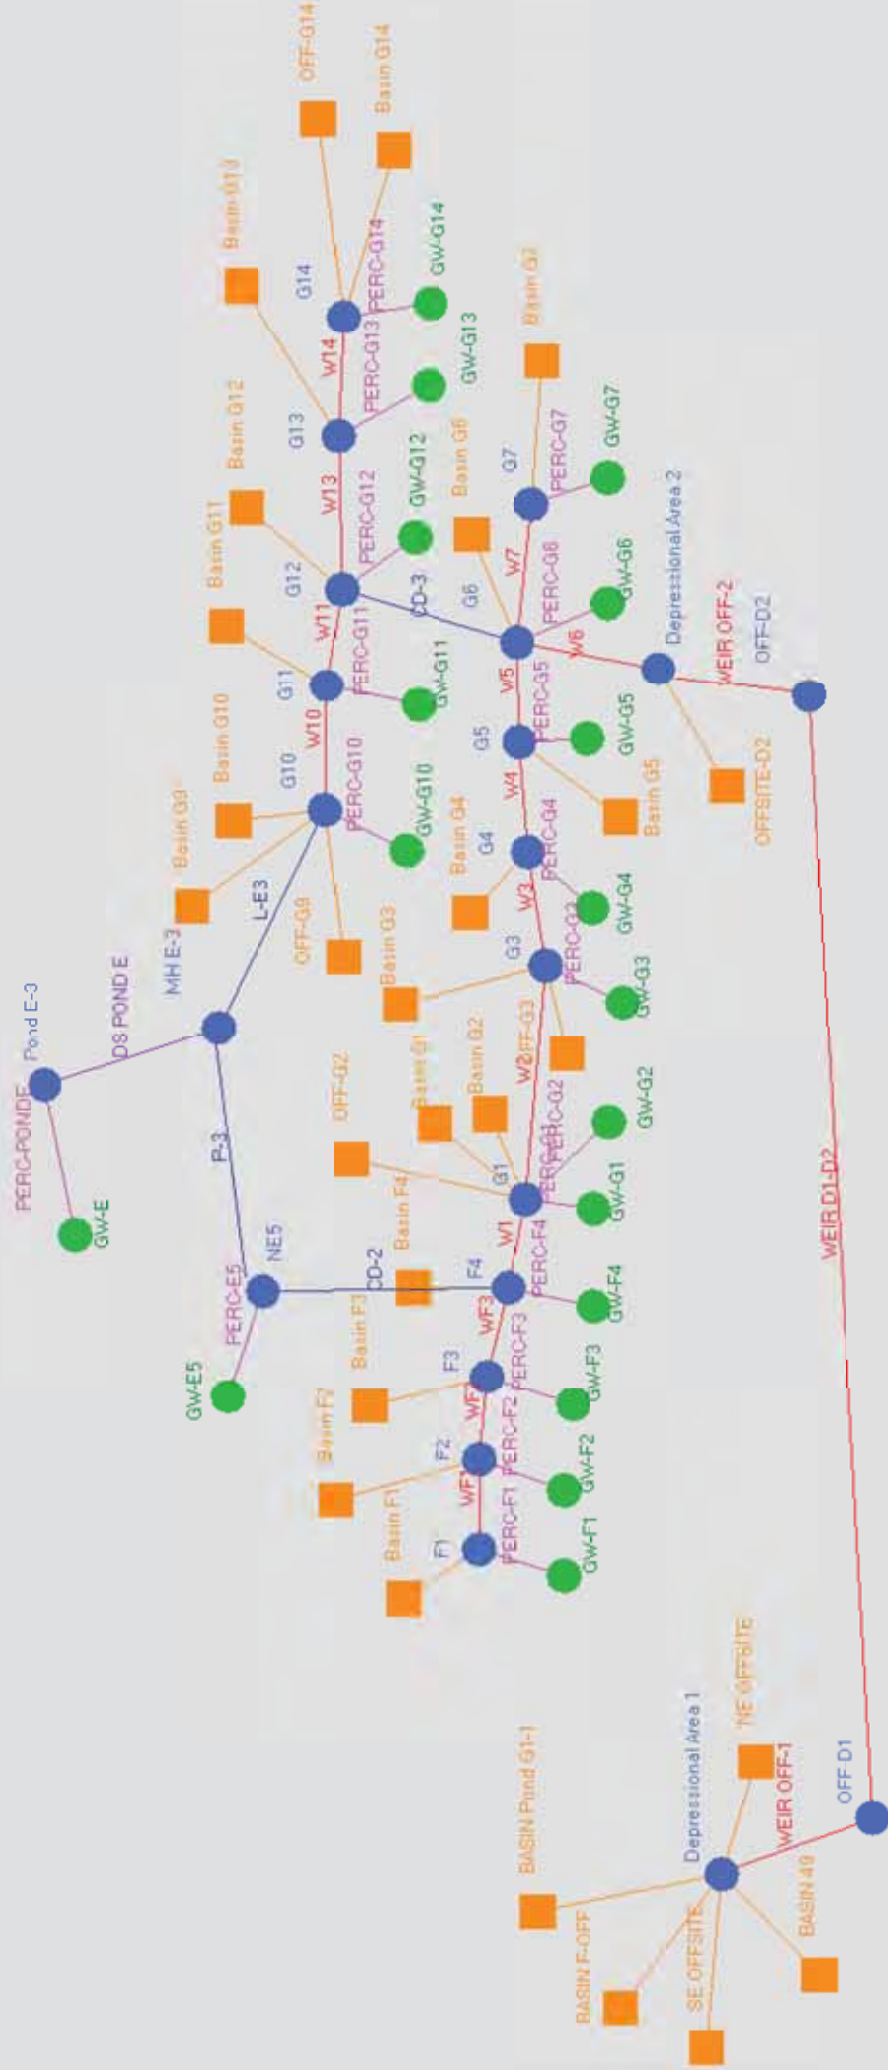 OFF-G14
Basin G14
Basin-G13
G14
PERC-G14
GW-G14
W14
PERC-G13
GW-G13
Basin G12
G13
Basin G7
W13
PERC-G12
GW-G12
Basin G6
G7
PERC-G7
GW-G7
Basin G11
G12
CD-3
W7
G6
PERC-G6
GW-G6
Depressional Area 2
W11
PERC-G11
GW-G11
G11
W6
WEIR OFF-2
OFF-D2
Basin G10
W10
W5
PERC-G5
GW-G5
G5
G10
PERC-G10
GW-G10
W4
Basin G5
OFFSITE-D2
Basin G9
Basin G4
G4
PERC-G4
GW-G4
L-E3
OFF-G9
W3
MH E-3
Basin G3
G3
PERC-G3
GW-G3
Pond E-3
DS POND E
Basin G2
W2
OFF-G3
PERC-PONDE
OFF-G2
Basin G1
PERC-G2
GW-G2
P-3
G1
PERC-G1
GW-G1
WEIR D1-D2
GW-E
Basin F4
W1
NE5
CD-2
F4
PERC-F4
GW-F4
PERC-E5
Basin F3
WF3
F3
PERC-F3
GW-F3
GW-E5
Basin F2
WF2
F2
PERC-F2
GW-F2
WF1
Basin F1
F1
PERC-F1
GW-F1
NE OFFSITE
BASIN Pond G1-1
Depressional Area 1
WEIR OFF-1
OFF D1
BASIN F-OFF
SE OFFSITE
BASIN 49